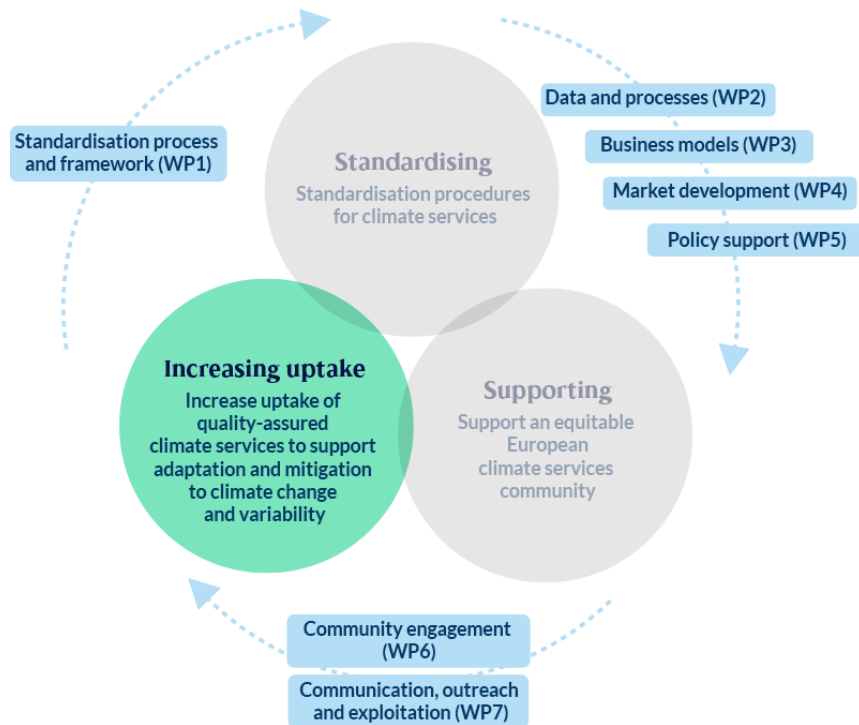 Standardisation process
and framework (WP1)
Standardising
Standardisation procedures
for climate services
Data and processes (WP2)
Business models (WP3)
Market development (WP4)
Policy support (WP5)
Increasing uptake
Increase uptake of
quality-assured
climate services to support
adaptation and mitigation
to climate change
and variability
Supporting
Support an equitable
European
climate services
community
Community engagement
(WP6)
Communication, outreach
and exploitation (WP7)